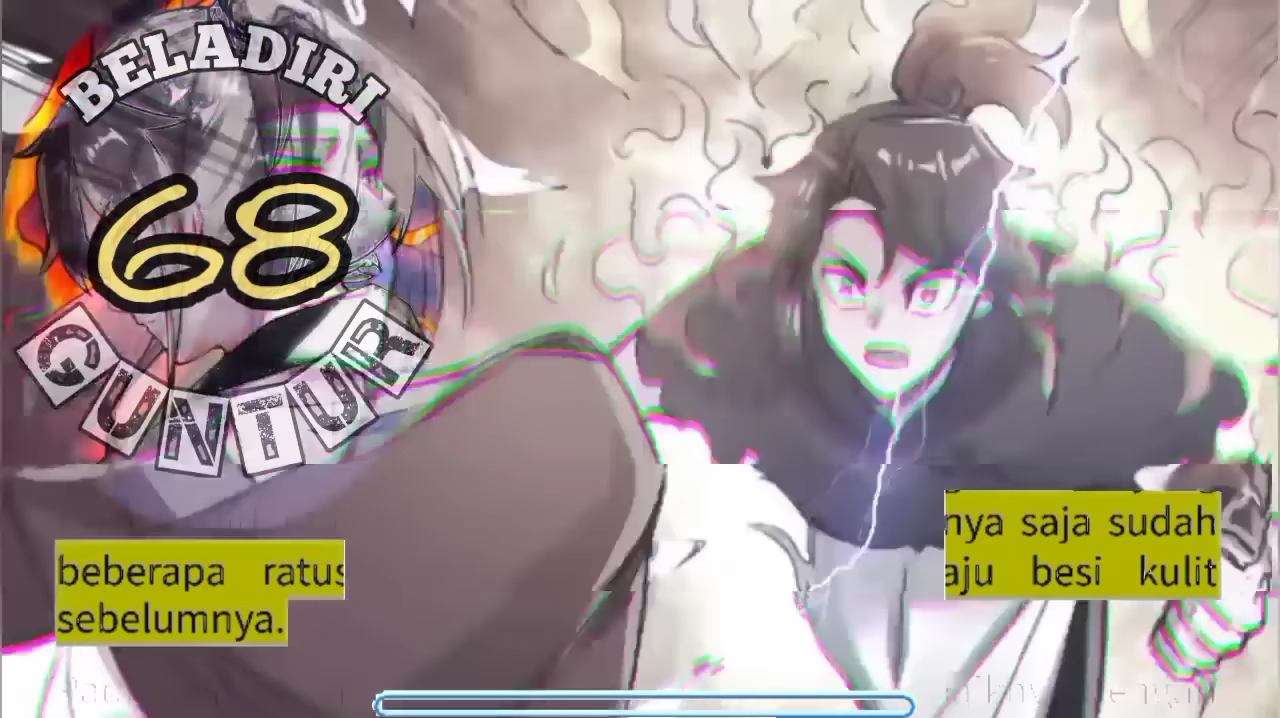 BELADIRI
68
GUNTUR
beberapa ratus
sebelumnya.
nya saja sudah
aju besi kulit